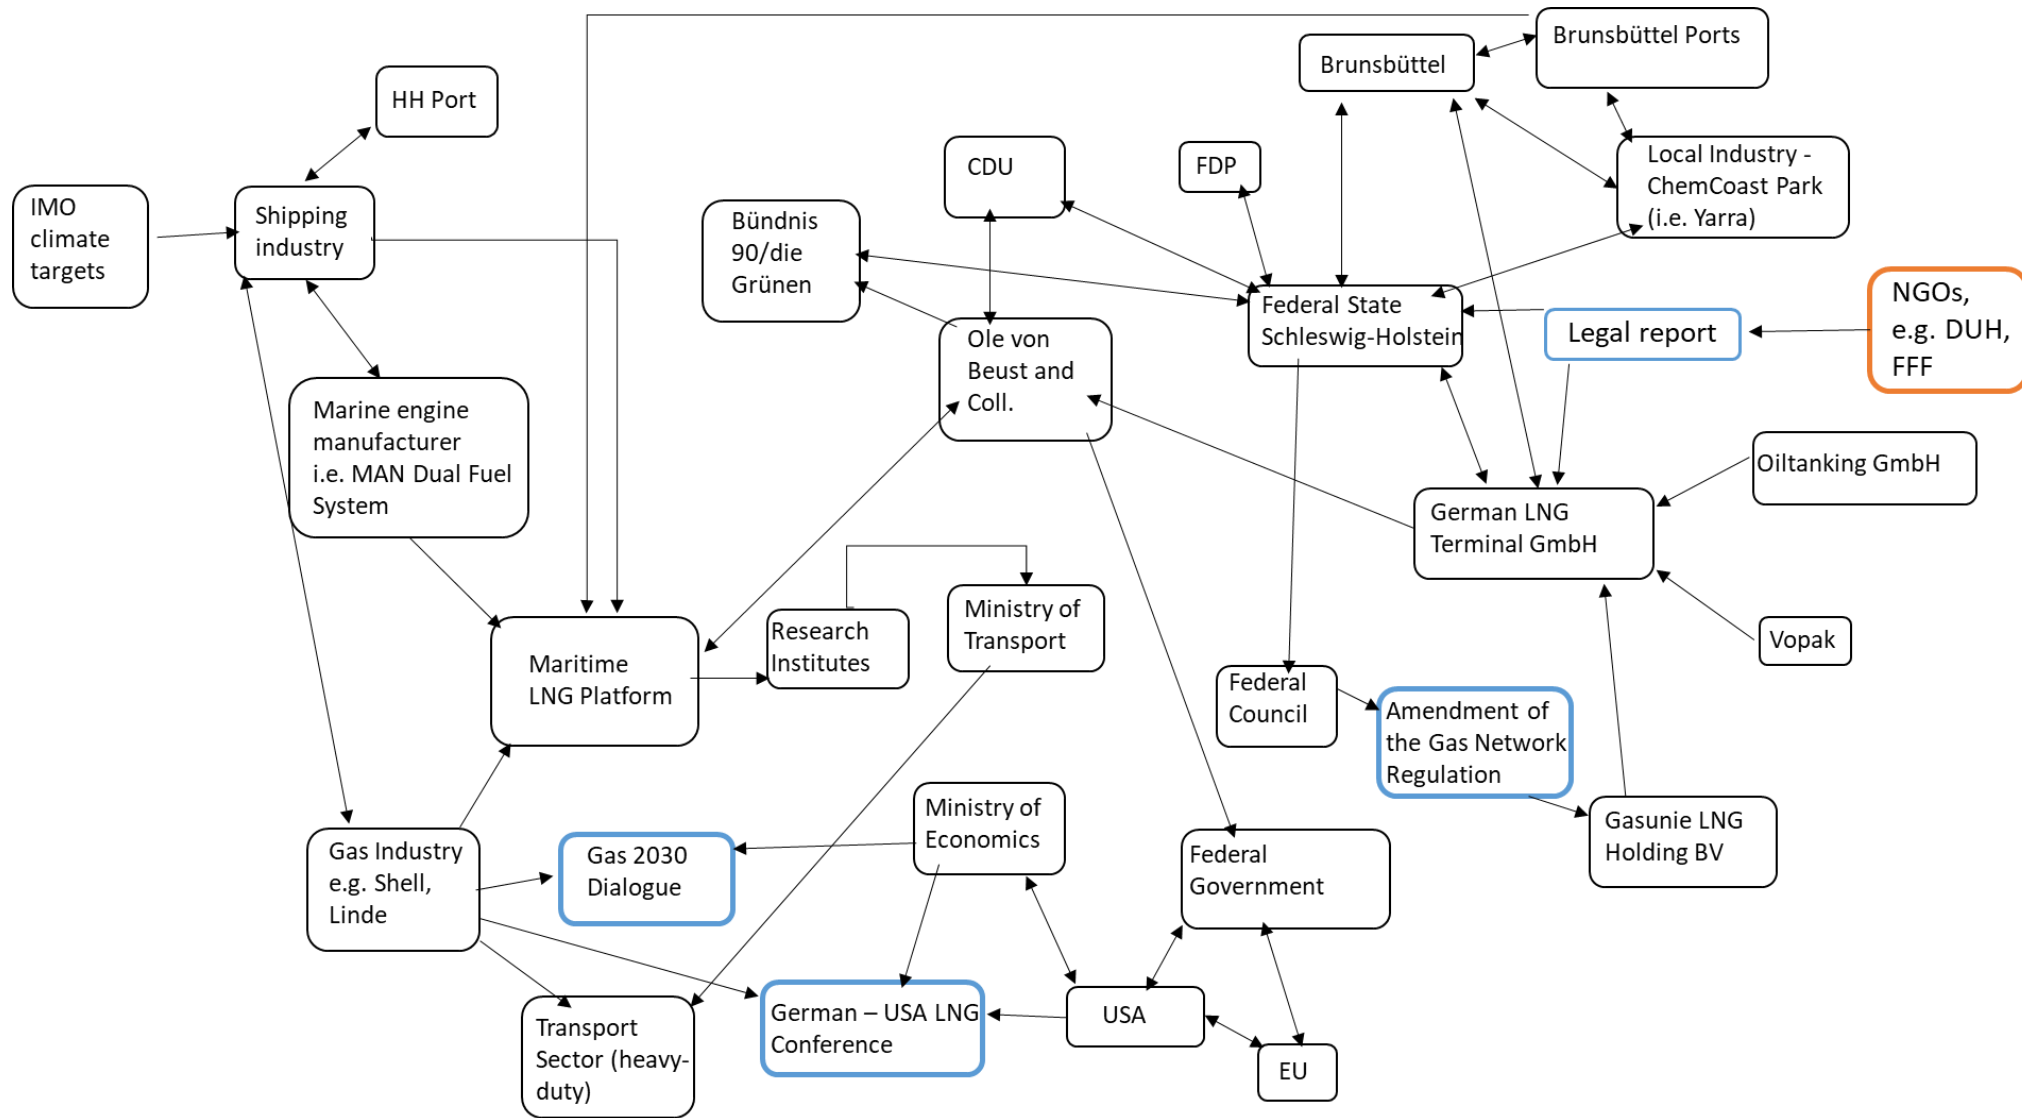 Brunsbüttel Ports
Brunsbüttel
HH Port
CDU
FDP
Local Industry -
ChemCoast Park
(i.e. Yarra)
IMO
climate
targets
Shipping
industry
Bündnis
90/die
Grünen
Federal State
Schleswig-Holstein
Legal report
NGOs,
e.g. DUH,
FFF
Ole von
Beust and
Coll.
Marine engine
manufacturer
i.e. MAN Dual Fuel
System
Oiltanking GmbH
German LNG
Terminal GmbH
Ministry of
Transport
Research
Institutes
Vopak
Maritime
LNG Platform
Federal
Council
Amendment of
the Gas Network
Regulation
Ministry of
Economics
Gasunie LNG
Holding BV
Gas Industry
e.g. Shell,
Linde
Gas 2030
Dialogue
Federal
Government
German – USA LNG
Conference
USA
Transport
Sector (heavy-
duty)
EU